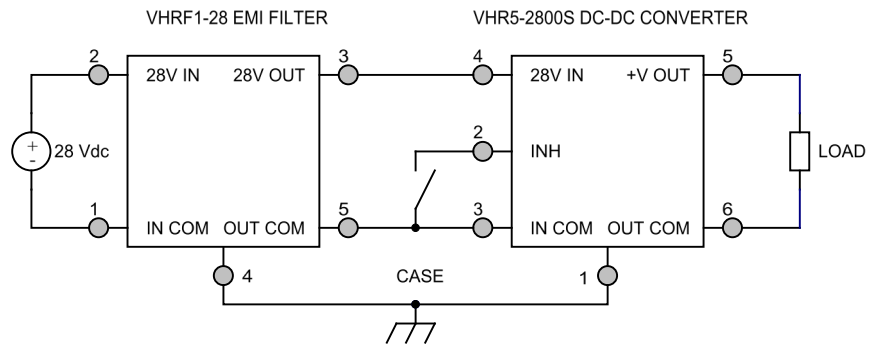 VHRF1-28 EMI FILTER
VHR5-2800S DC-DC CONVERTER
2
3
4
5
28V IN
28V OUT
28V IN
+V OUT
+
-
28 Vdc
2
INH
LOAD
1
5
3
6
IN COM
OUT COM
IN COM
OUT COM
4
CASE
1